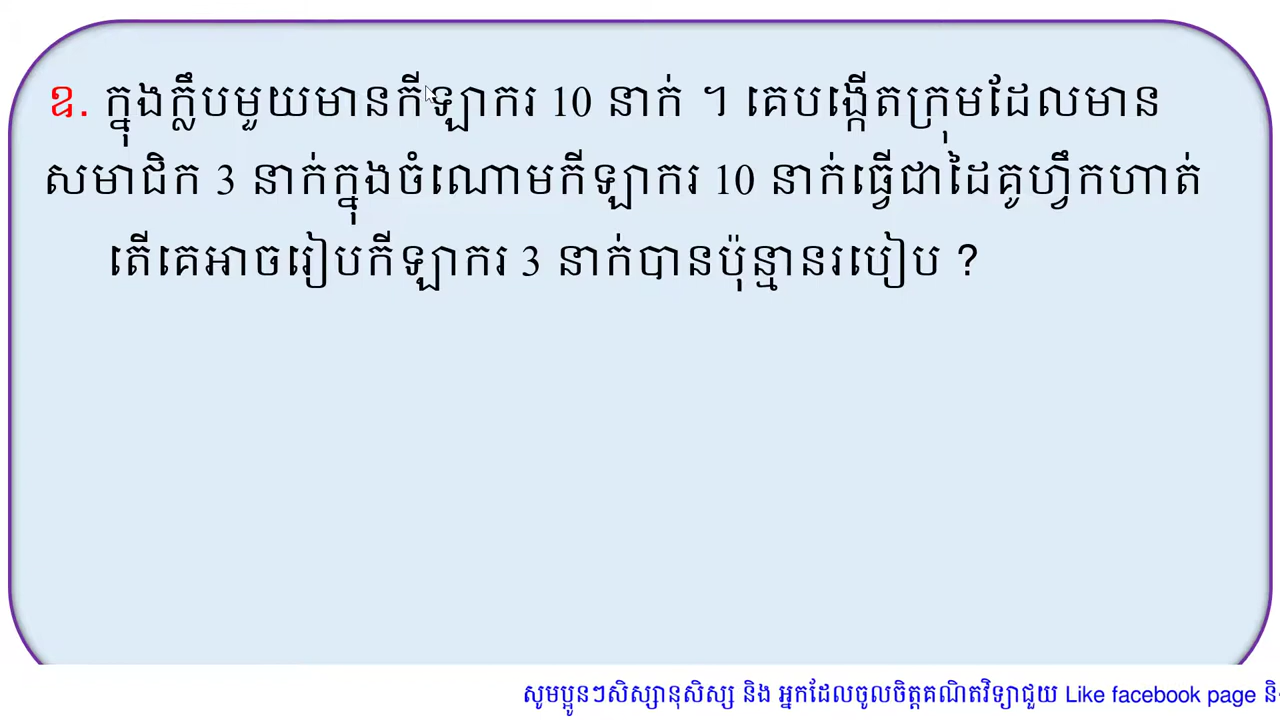 ឧ. ក្នុងក្លឹបមួយមានកីឡាករ 10 នាក់ ។ គេបង្កើតក្រុមដែលមាន
សមាជិក 3 នាក់ក្នុងចំណោមកីឡាករ 10 នាក់ធ្វើជាដៃគូហ្វឹកហាត់
តើគេអាចរៀបកីឡាករ 3 នាក់បានប៉ុន្មានរបៀប ?
សូមប្អូនៗសិស្សានុសិស្ស និង អ្នកដែលចូលចិត្តគណិតវិទ្យាជួយ Like facebook page និ